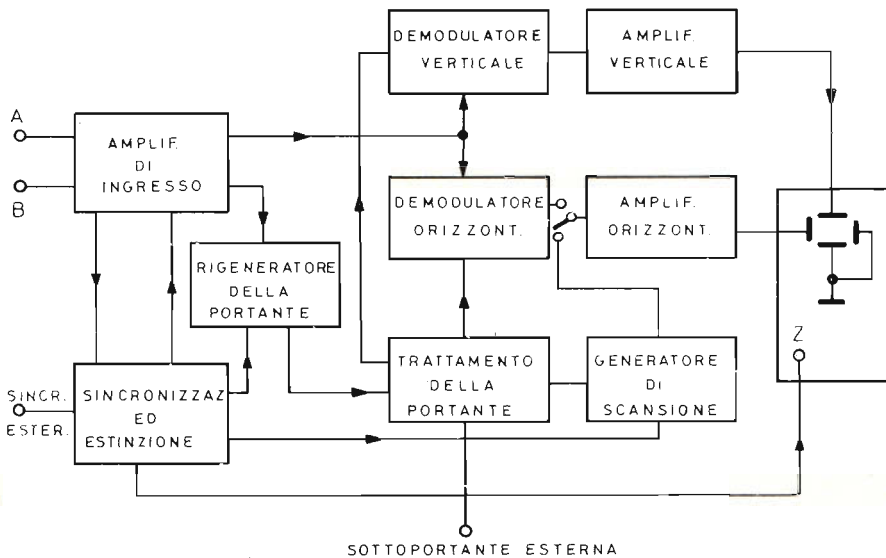 DEMODULATORE
VERTICALE
AMPLIF.
VERTICALE
A
B
AMPLIF.
DI
INGRESSO
DEMODULATORE
ORIZZONT.
AMPLIF.
ORIZZONT.
RIGENERATORE
DELLA
PORTANTE
Z
SINCR.
ESTER.
SINCRONIZZAZ
ED
ESTINZIONE
TRATTAMENTO
DELLA
PORTANTE
GENERATORE
DI
SCANSIONE
SOTTOPORTANTE ESTERNA